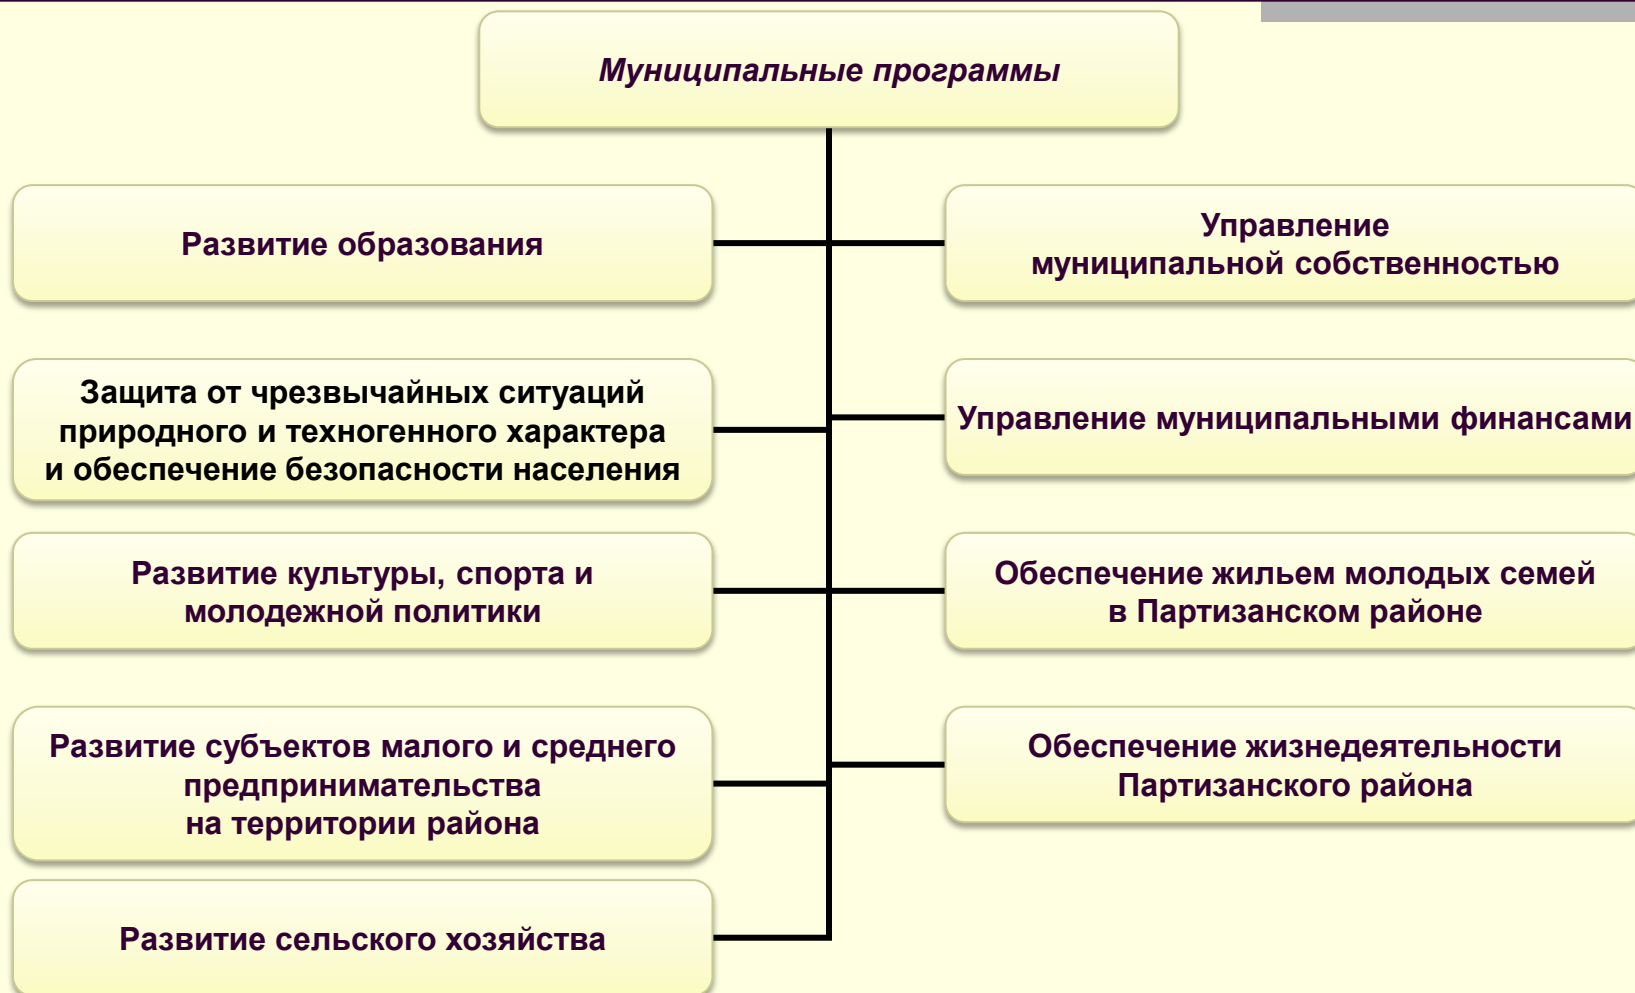 Муниципальные программы
Развитие образования
Управление
муниципальной собственностью
Защита от чрезвычайных ситуаций
природного и техногенного характера
и обеспечение безопасности населения
Управление муниципальными финансами
Развитие культуры, спорта и
молодежной политики
Обеспечение жильем молодых семей
в Партизанском районе
Развитие субъектов малого и среднего
предпринимательства
на территории района
Обеспечение жизнедеятельности
Партизанского района
Развитие сельского хозяйства